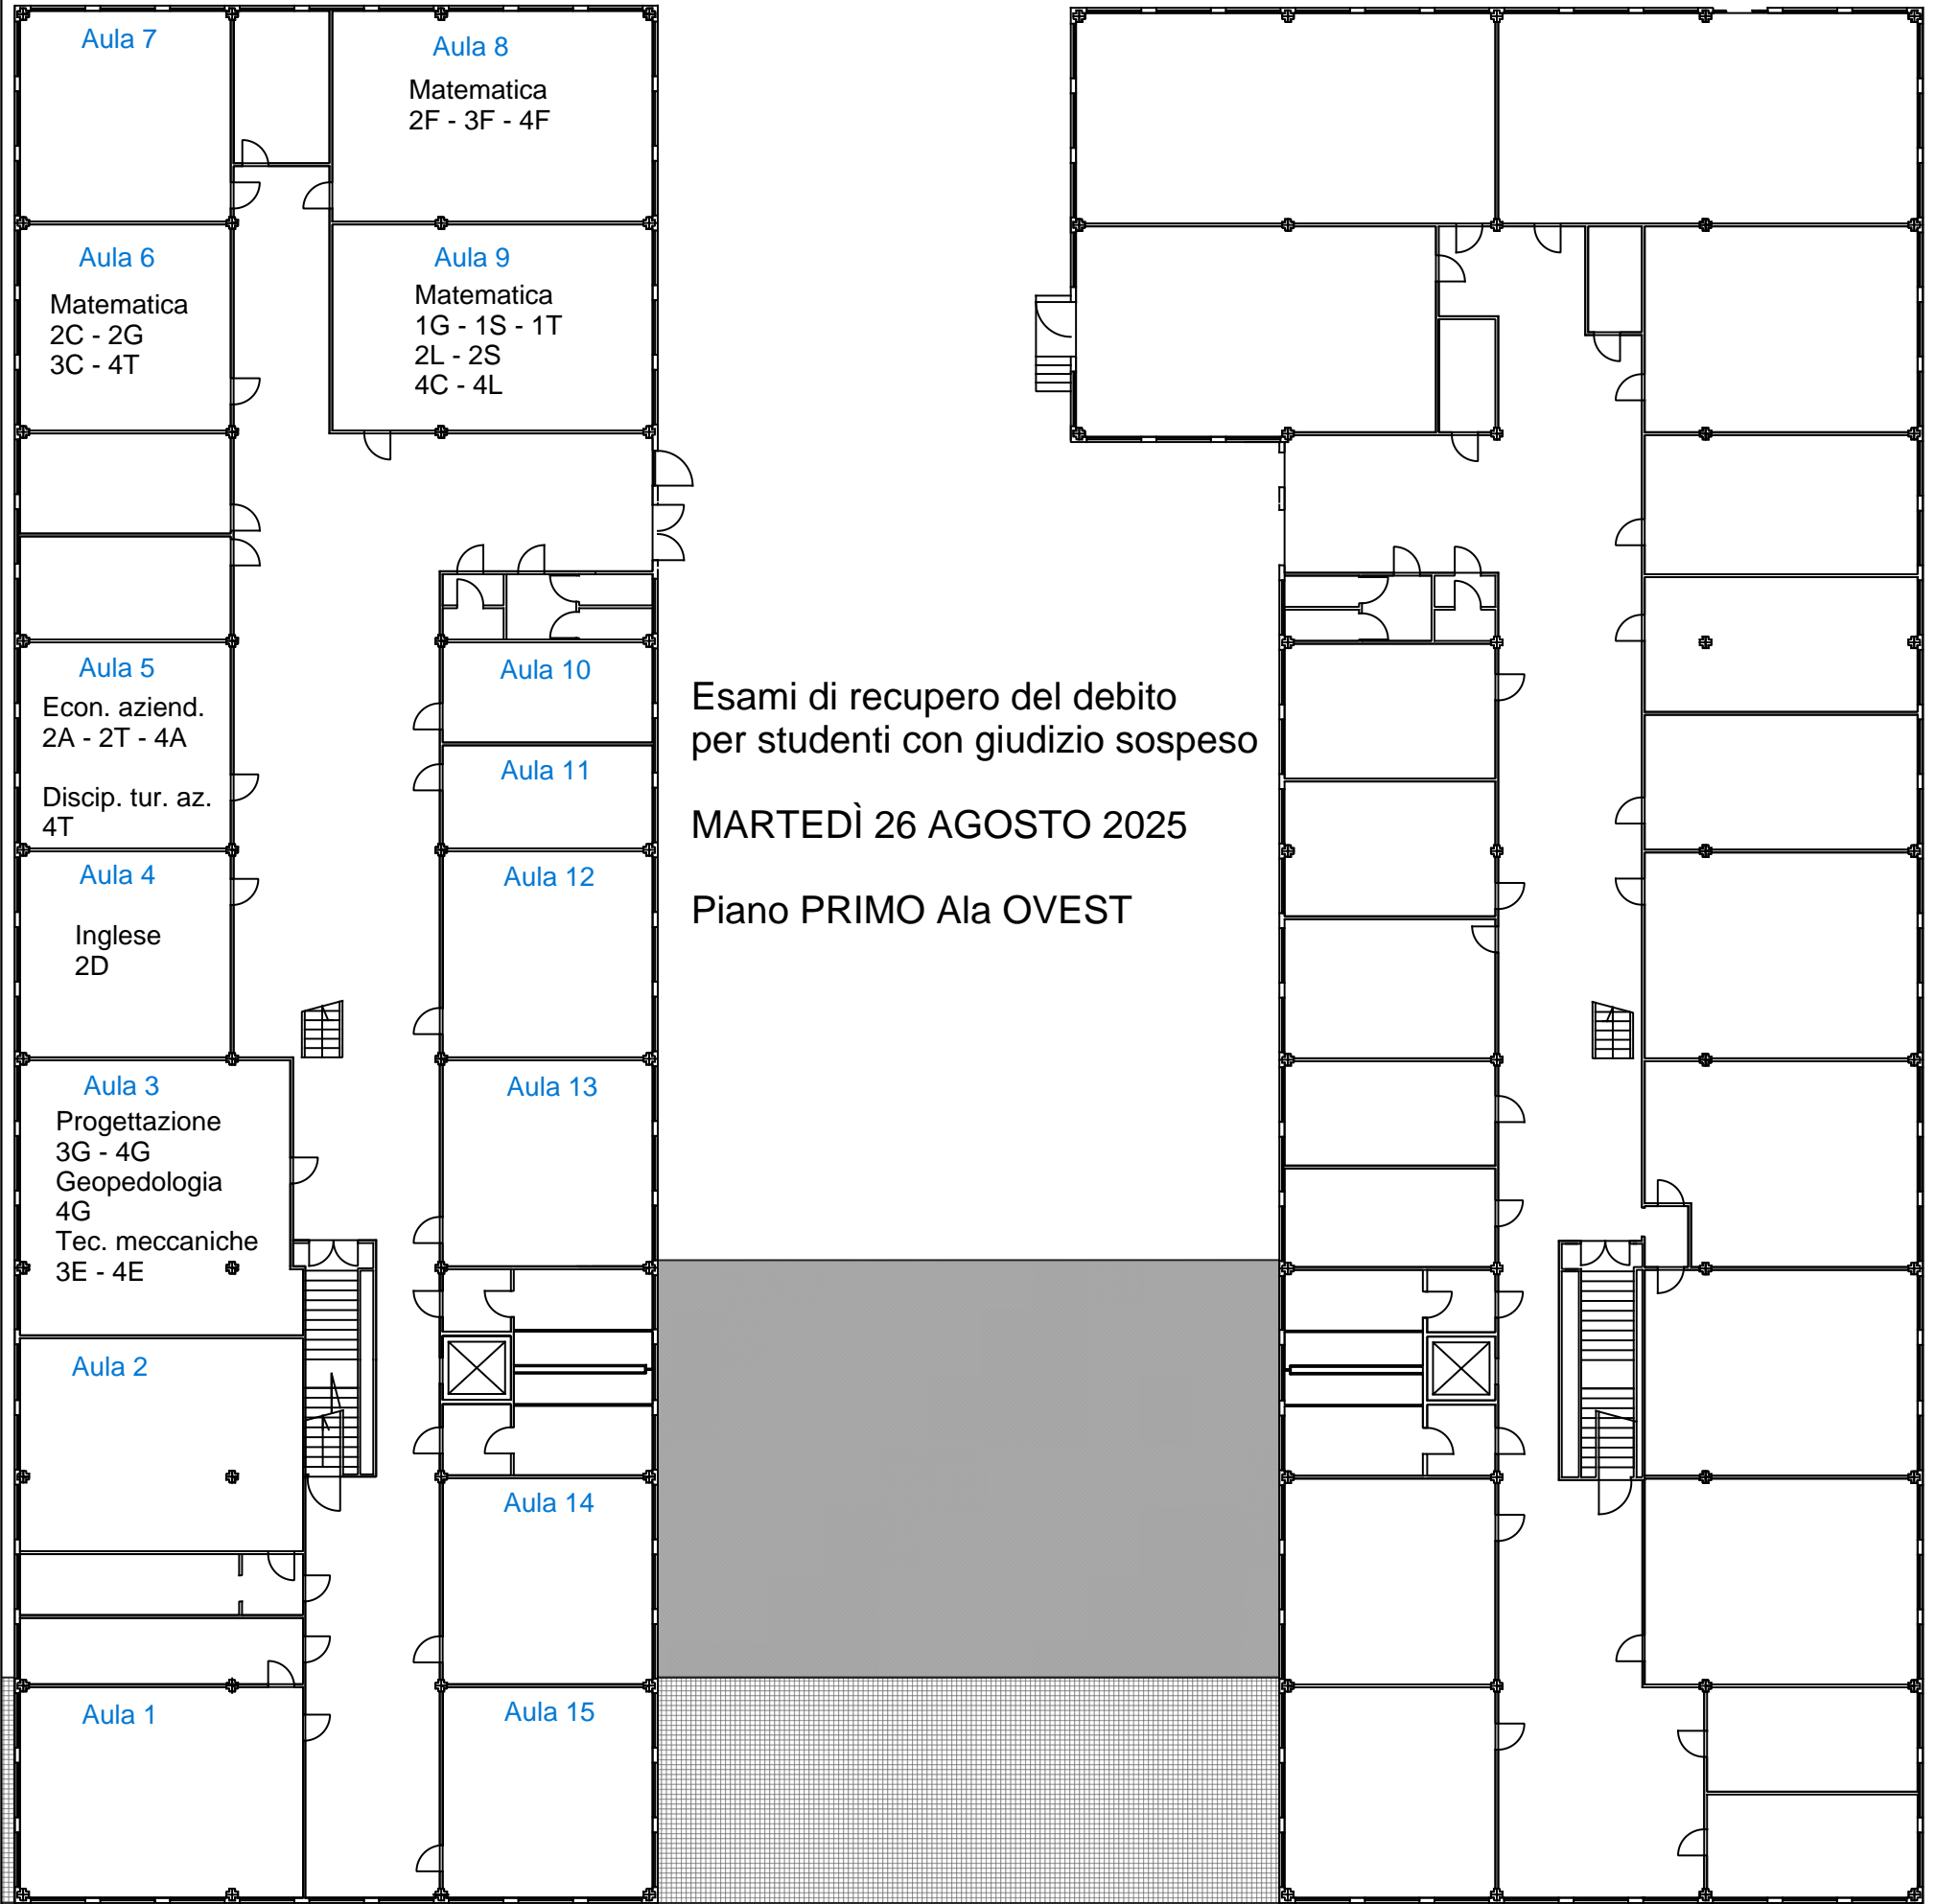 Aula 7
Aula 8
Matematica
2F - 3F - 4F
Aula 6
Matematica
2C - 2G
3C - 4T
Aula 9
Matematica
1G - 1S - 1T
2L - 2S
4C - 4L
Aula 5
Econ. aziend.
2A - 2T - 4A
Discip. tur. az.
4T
Aula 10
Aula 11
Esami di recupero del debito
per studenti con giudizio sospeso
MARTEDÌ 26 AGOSTO 2025
Piano PRIMO Ala OVEST
Aula 4
Inglese
2D
Aula 12
Aula 3
Progettazione
3G - 4G
Geopedologia
4G
Tec. meccaniche
3E - 4E
Aula 13
Aula 2
Aula 14
Aula 1
Aula 15